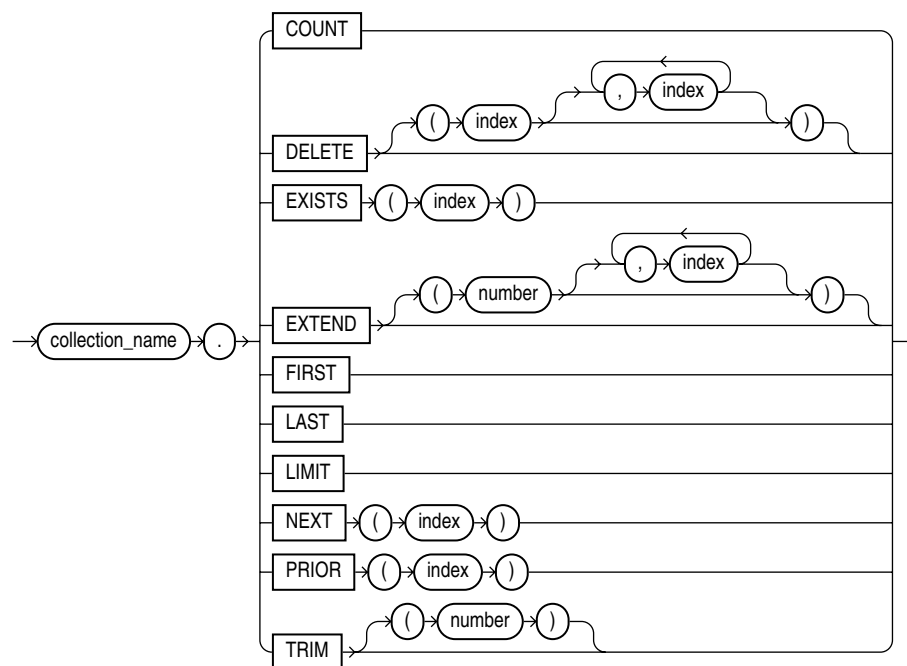 COUNT
, index
( index )
DELETE
EXISTS ( index )
, index
( number )
EXTEND
collection_name .
FIRST
LAST
LIMIT
NEXT ( index )
PRIOR ( index )
( number )
TRIM